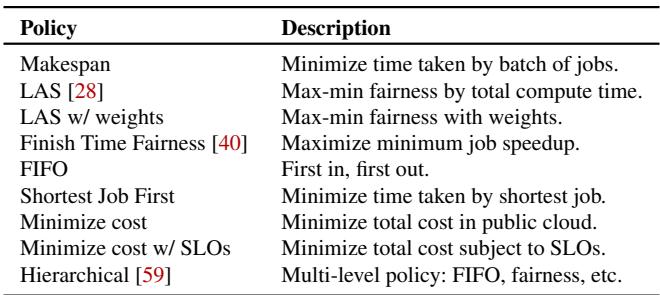 Policy Description
Makespan Minimize time taken by batch of jobs.
LAS [28] Max-min fairness by total compute time.
LAS w/ weights Max-min fairness with weights.
Finish Time Fairness [40] Maximize minimum job speedup.
FIFO First in, first out.
Shortest Job First Minimize time taken by shortest job.
Minimize cost Minimize total cost in public cloud.
Minimize cost w/ SLOs Minimize total cost subject to SLOs.
Hierarchical [59] Multi-level policy: FIFO, fairness, etc.